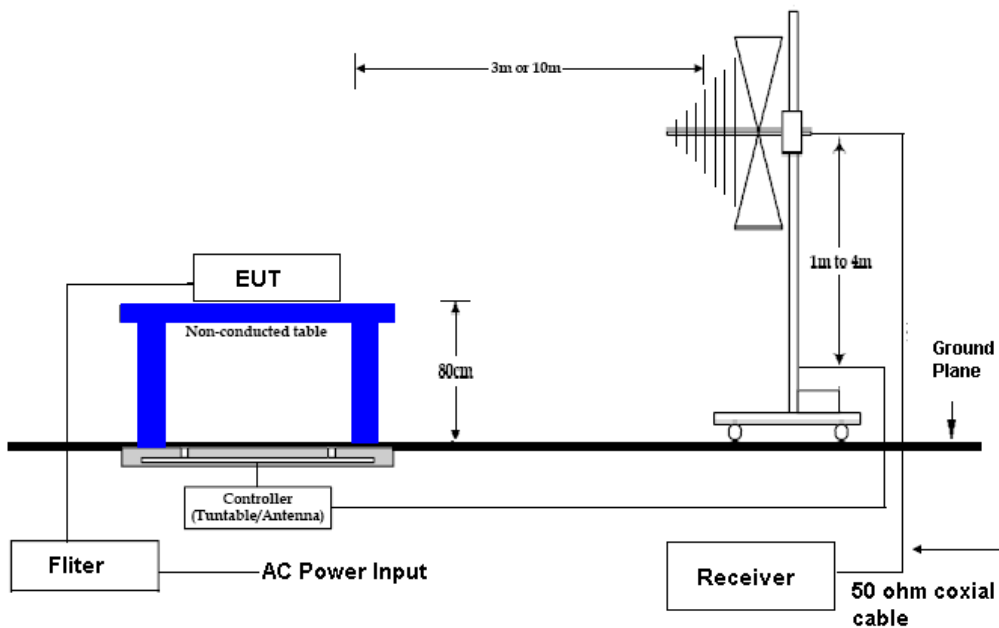 3m or 10m
1m to 4m
EUT
Non-conducted table
80cm
Ground
Plane
Controller
(Tuntable/Antenna)
Fliter
AC Power Input
Receiver
50 ohm coxial
cable